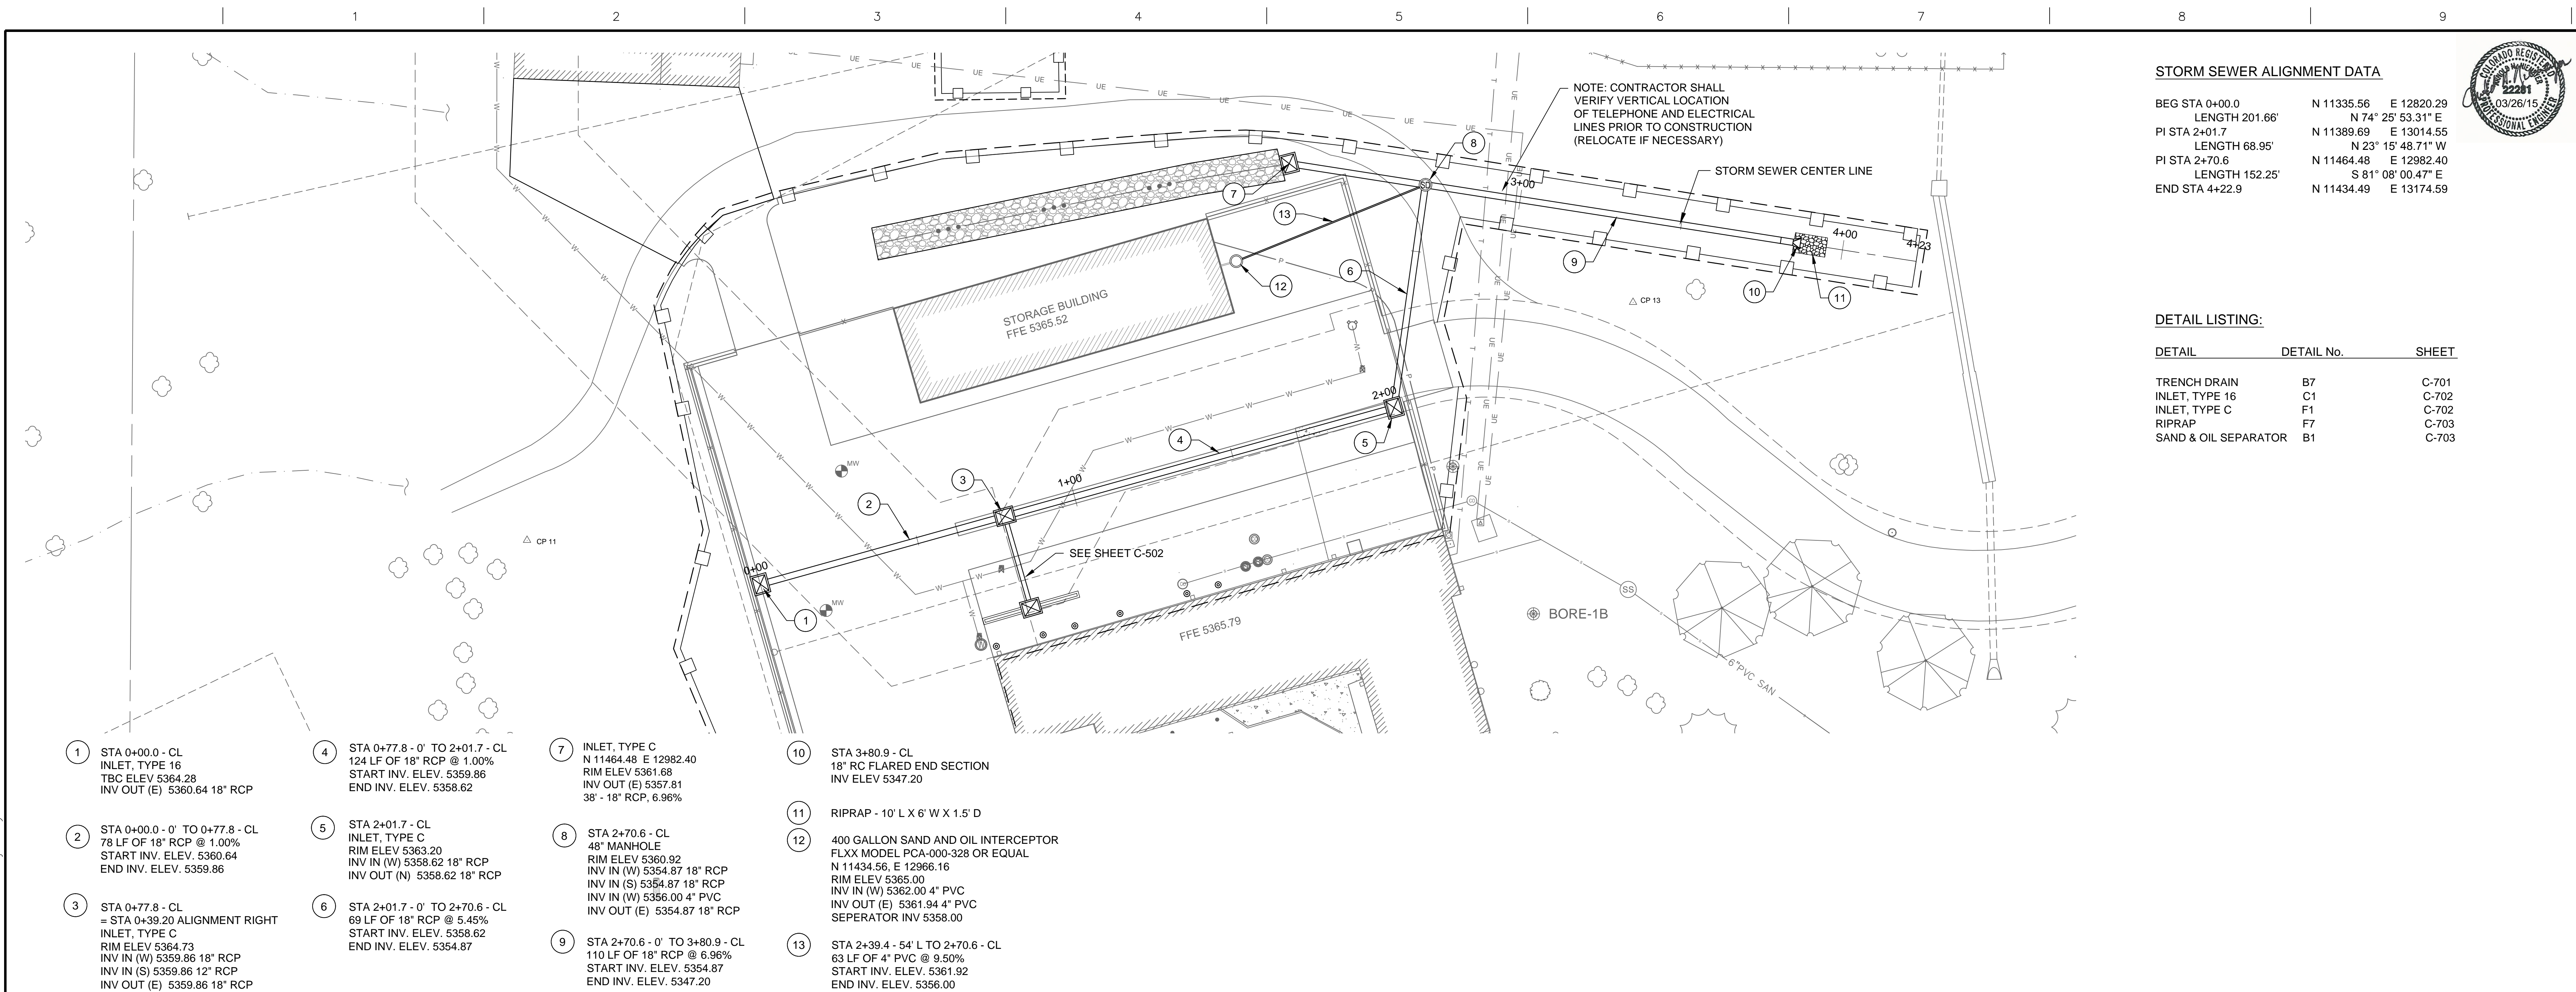 1 2 3 4 5 6 7 8 9
NOTE: CONTRACTOR SHALL
VERIFY VERTICAL LOCATION
OF TELEPHONE AND ELECTRICAL
LINES PRIOR TO CONSTRUCTION
(RELOCATE IF NECESSARY)
STORM SEWER CENTER LINE
8
7
13
SD
3+00
9
4+00
4+23
10
11
12
6
CP 13
STORAGE BUILDING
FFE 5365.52
2+00
5
4
MW
3
1+00
2
CP 11
0+00
1
MW
SEE SHEET C-502
FFE 5365.79
BORE-1B
SS
6"PVC SAN
STORM SEWER ALIGNMENT DATA
BEG STA 0+00.0 N 11335.56 E 12820.29
LENGTH 201.66' N 74° 25' 53.31" E
PI STA 2+01.7 N 11389.69 E 13014.55
LENGTH 68.95' N 23° 15' 48.71" W
PI STA 2+70.6 N 11464.48 E 12982.40
LENGTH 152.25' S 81° 08' 00.47" E
END STA 4+22.9 N 11434.49 E 13174.59
COLORADO REGISTERED
22281
03/26/15
PROFESSIONAL ENGINEER
DETAIL LISTING:
DETAIL DETAIL No. SHEET
TRENCH DRAIN B7 C-701
INLET, TYPE 16 C1 C-702
INLET, TYPE C F1 C-702
RIPRAP F7 C-703
SAND & OIL SEPARATOR B1 C-703
1 STA 0+00.0 - CL
INLET, TYPE 16
TBC ELEV 5364.28
INV OUT (E) 5360.64 18" RCP
2 STA 0+00.0 - 0' TO 0+77.8 - CL
78 LF OF 18" RCP @ 1.00%
START INV. ELEV. 5360.64
END INV. ELEV. 5359.86
3 STA 0+77.8 - CL
= STA 0+39.20 ALIGNMENT RIGHT
INLET, TYPE C
RIM ELEV 5364.73
INV IN (W) 5359.86 18" RCP
INV IN (S) 5359.86 12" RCP
INV OUT (E) 5359.86 18" RCP
4 STA 0+77.8 - 0' TO 2+01.7 - CL
124 LF OF 18" RCP @ 1.00%
START INV. ELEV. 5359.86
END INV. ELEV. 5358.62
5 STA 2+01.7 - CL
INLET, TYPE C
RIM ELEV 5363.20
INV IN (W) 5358.62 18" RCP
INV OUT (N) 5358.62 18" RCP
6 STA 2+01.7 - 0' TO 2+70.6 - CL
69 LF OF 18" RCP @ 5.45%
START INV. ELEV. 5358.62
END INV. ELEV. 5354.87
7 INLET, TYPE C
N 11464.48 E 12982.40
RIM ELEV 5361.68
INV OUT (E) 5357.81
38' - 18" RCP, 6.96%
8 STA 2+70.6 - CL
48" MANHOLE
RIM ELEV 5360.92
INV IN (W) 5354.87 18" RCP
INV IN (S) 5354.87 18" RCP
INV IN (W) 5356.00 4" PVC
INV OUT (E) 5354.87 18" RCP
9 STA 2+70.6 - 0' TO 3+80.9 - CL
110 LF OF 18" RCP @ 6.96%
START INV. ELEV. 5354.87
END INV. ELEV. 5347.20
10 STA 3+80.9 - CL
18" RC FLARED END SECTION
INV ELEV 5347.20
11 RIPRAP - 10' L X 6' W X 1.5' D
12 400 GALLON SAND AND OIL INTERCEPTOR
FLXX MODEL PCA-000-328 OR EQUAL
N 11434.56, E 12966.16
RIM ELEV 5365.00
INV IN (W) 5362.00 4" PVC
INV OUT (E) 5361.94 4" PVC
SEPERATOR INV 5358.00
13 STA 2+39.4 - 54' L TO 2+70.6 - CL
63 LF OF 4" PVC @ 9.50%
START INV. ELEV. 5361.92
END INV. ELEV. 5356.00